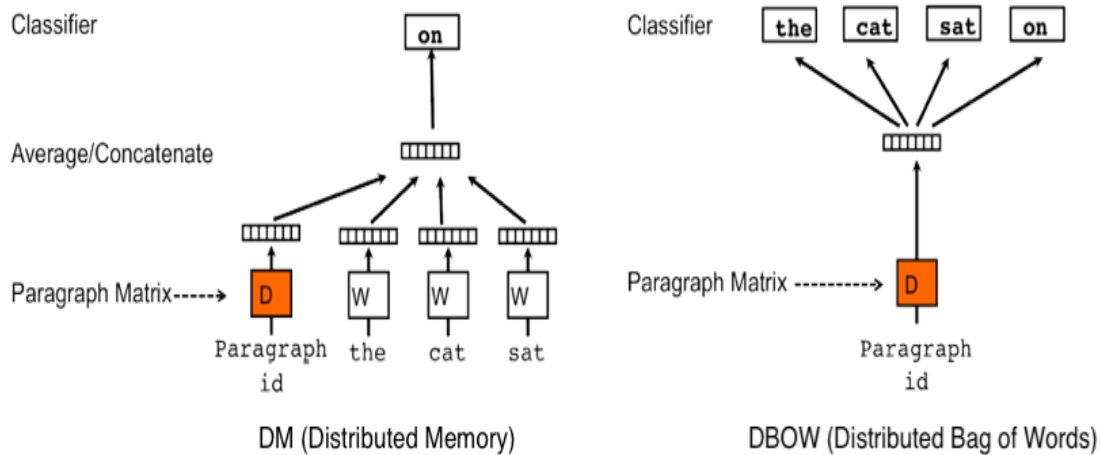 Classifier
on
Average/Concatenate
Paragraph Matrix
D
W
W
W
Paragraph
id
the
cat
sat
DM (Distributed Memory)
Classifier
the
cat
sat
on
Paragraph Matrix
D
Paragraph
id
DBOW (Distributed Bag of Words)